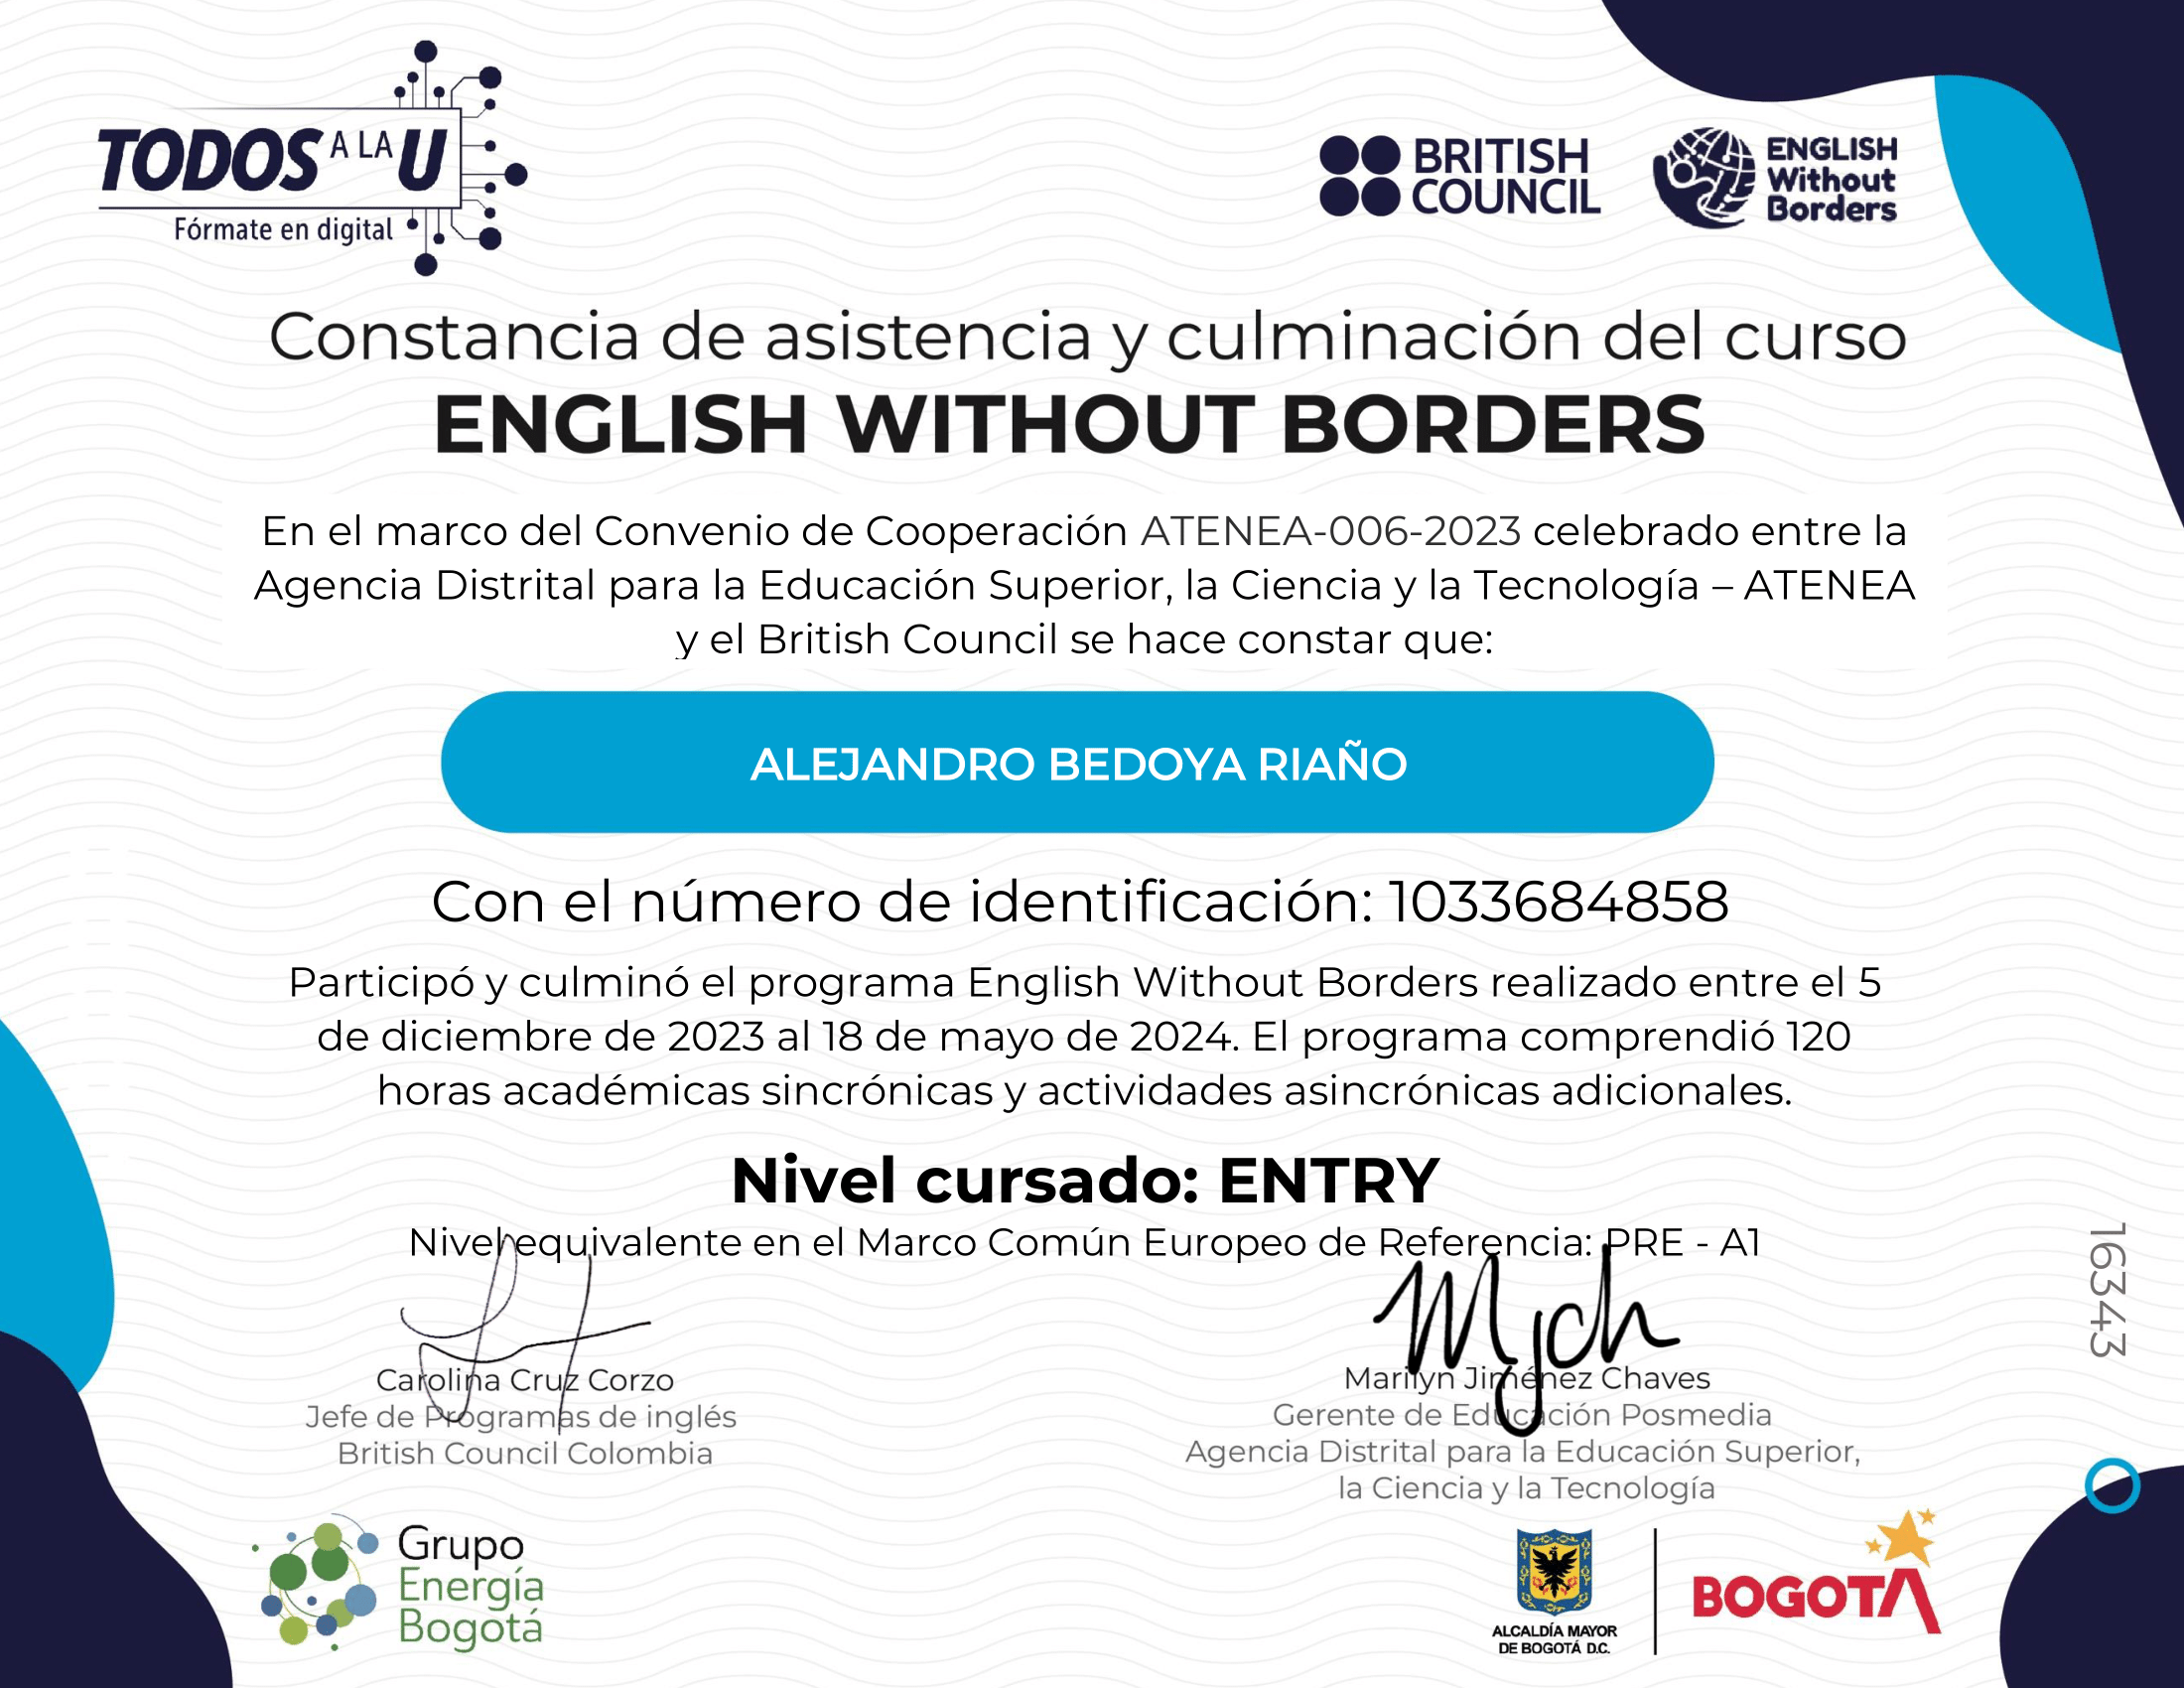 TODOS A LA U
Fórmate en digital
BRITISH
COUNCIL
ENGLISH
Without
Borders
Constancia de asistencia y culminación del curso
ENGLISH WITHOUT BORDERS
En el marco del Convenio de Cooperación ATENEA-006-2023 celebrado entre la
Agencia Distrital para la Educación Superior, la Ciencia y la Tecnología – ATENEA
y el British Council se hace constar que:
ALEJANDRO BEDOYA RIAÑO
Con el número de identificación: 1033684858
Participó y culminó el programa English Without Borders realizado entre el 5
de diciembre de 2023 al 18 de mayo de 2024. El programa comprendió 120
horas académicas sincrónicas y actividades asincrónicas adicionales.
Nivel cursado: ENTRY
Nivel equivalente en el Marco Común Europeo de Referencia: PRE - A1
16343
Carolina Cruz Corzo
Jefe de Programas de inglés
British Council Colombia
Marilyn Jiménez Chaves
Gerente de Educación Posmedia
Agencia Distrital para la Educación Superior,
la Ciencia y la Tecnología
Grupo
Energía
Bogotá
ALCALDÍA MAYOR
DE BOGOTÁ D.C.
BOGOTÁ